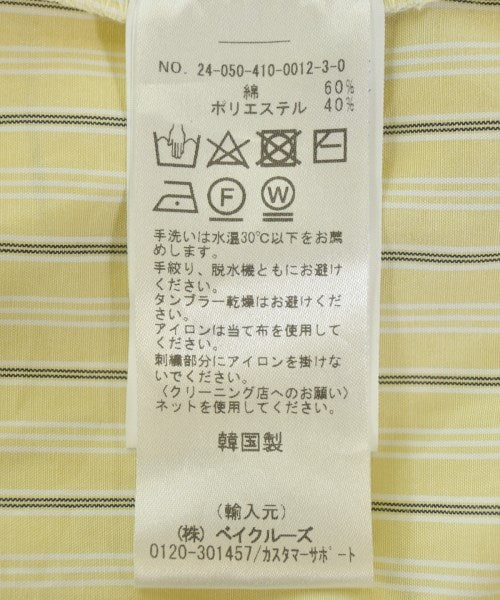 NO. 24-050-410-0012-3-0
綿 60%
ポリエステル 40%
F W
手洗いは水温30℃以下をお薦
めします。
手絞り、脱水機ともにお避け
ください。
タンブラー乾燥はお避けくだ
さい。
アイロンは当て布を使用して
ください。
刺繍部分にアイロンを掛けな
いでください。
〈クリーニング店へのお願い〉
ネットを使用してください。
韓国製
(輸入元)
(株) ベイクルーズ
0120-301457/ｶｽﾀﾏｰｻﾎﾟｰﾄ